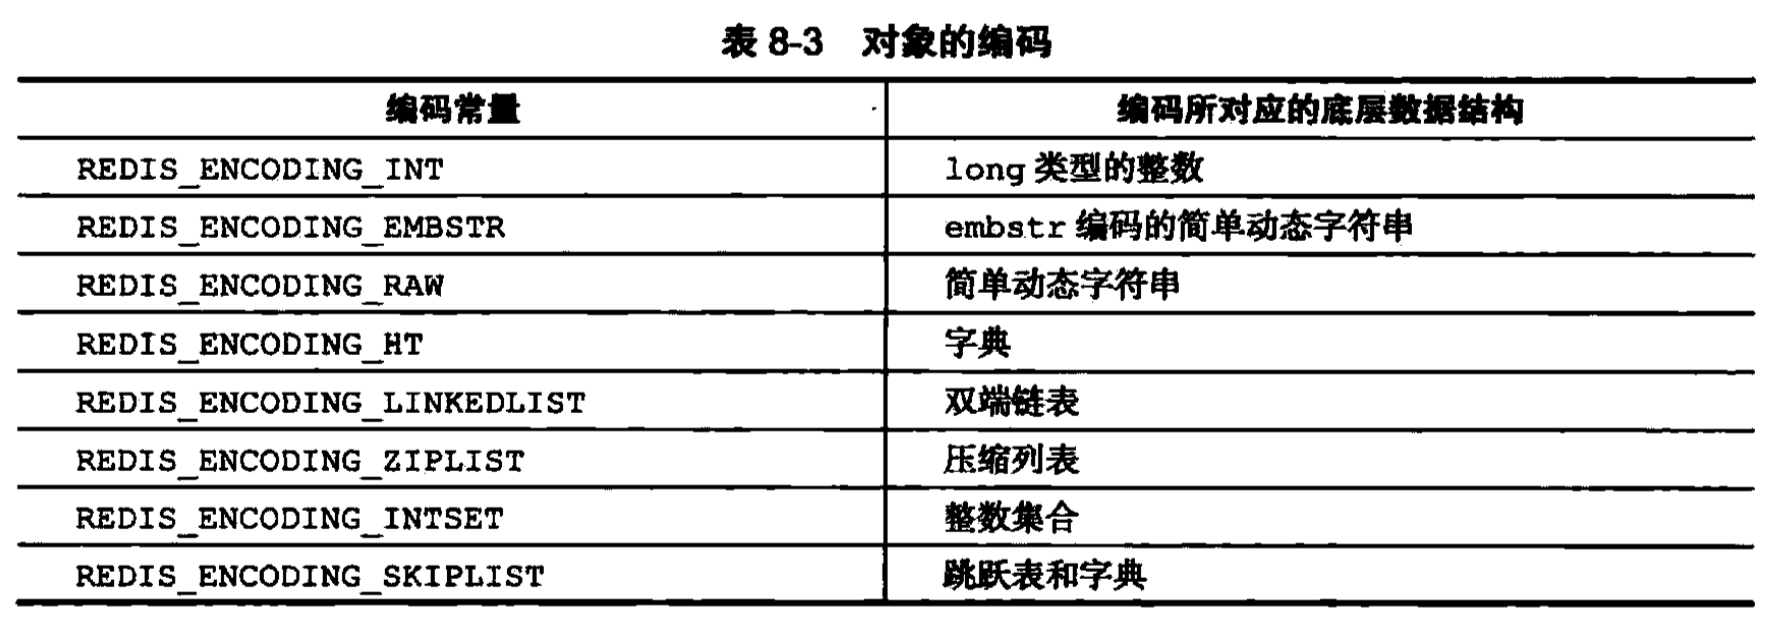 表 8-3 对象的编码
编码常量 编码所对应的底层数据结构
REDIS_ENCODING_INT long 类型的整数
REDIS_ENCODING_EMBSTR embstr 编码的简单动态字符串
REDIS_ENCODING_RAW 简单动态字符串
REDIS_ENCODING_HT 字典
REDIS_ENCODING_LINKEDLIST 双端链表
REDIS_ENCODING_ZIPLIST 压缩列表
REDIS_ENCODING_INTSET 整数集合
REDIS_ENCODING_SKIPLIST 跳跃表和字典